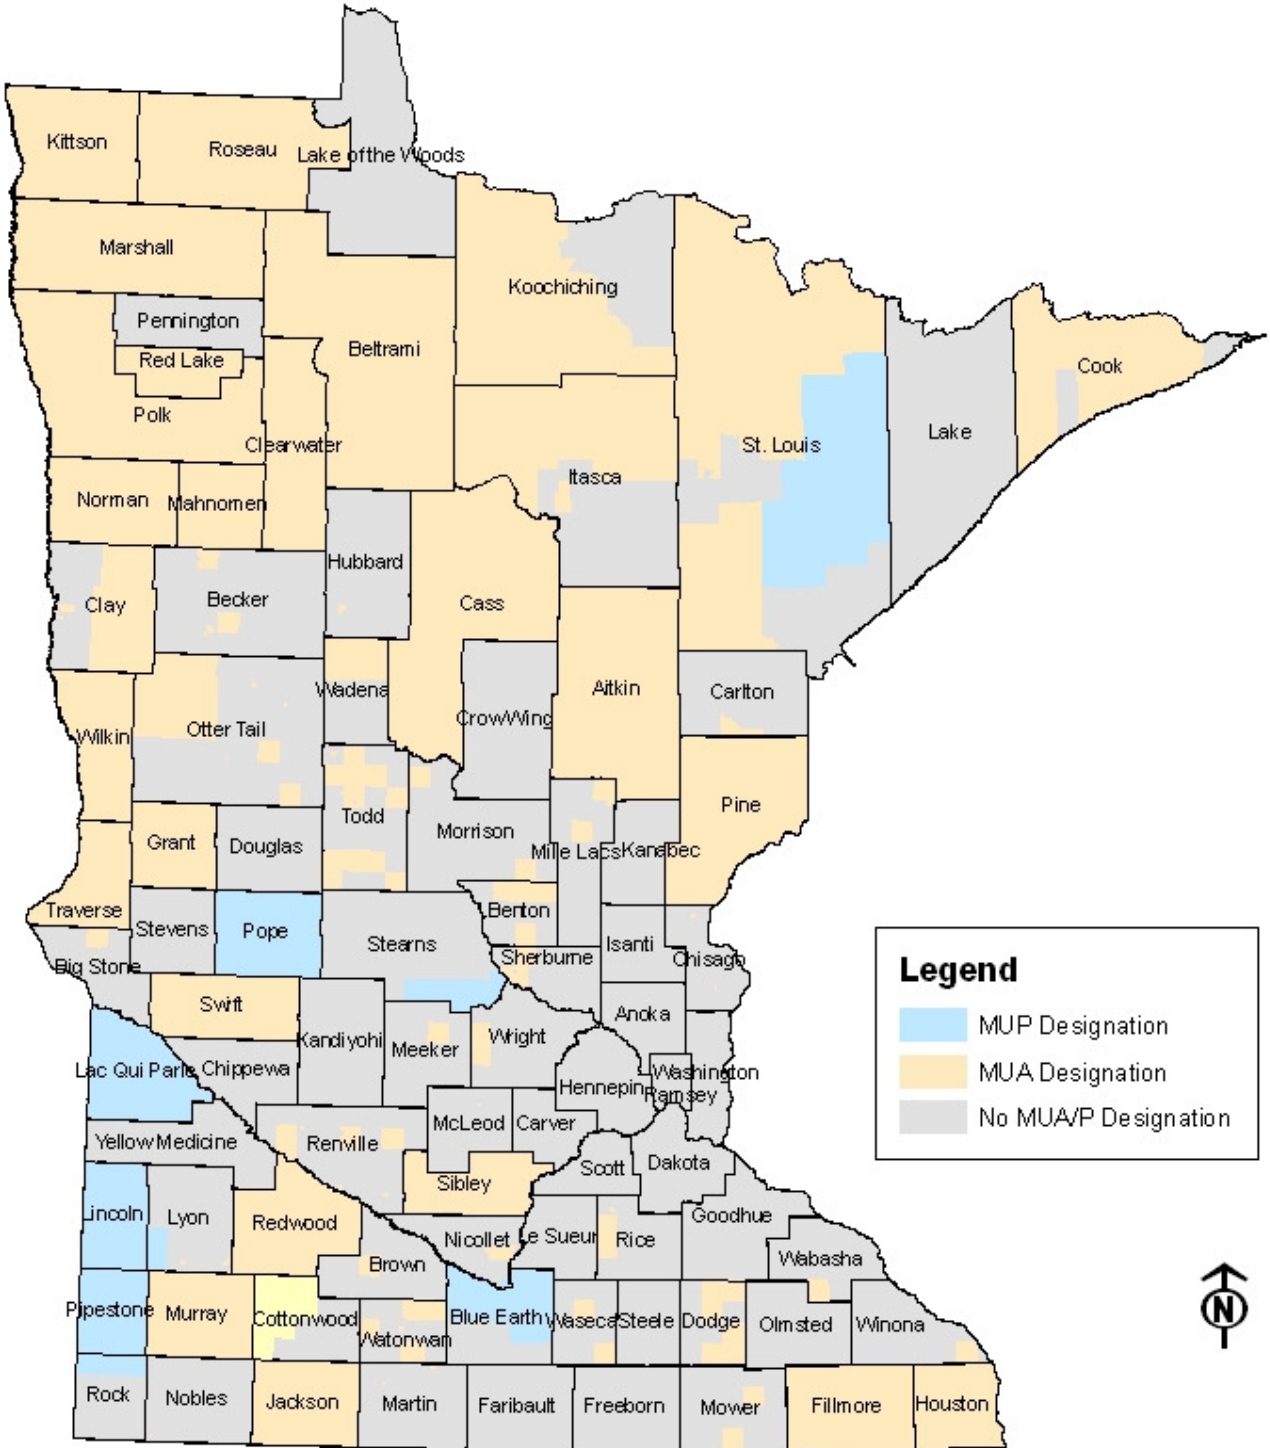 Kittson
Roseau
Lake of the Woods
Marshall
Koochiching
Pennington
Beltrami
Red Lake
Cook
Polk
Clearwater
St. Louis
Lake
Itasca
Norman
Mahnomen
Hubbard
Becker
Clay
Cass
Wadena
Aitkin
Carlton
Crow Wing
Otter Tail
Wilkin
Pine
Todd
Morrison
Grant
Douglas
Mille Lacs
Kanabec
Traverse
Benton
Stevens
Pope
Stearns
Isanti
Sherburne
Chisago
Big Stone
Swift
Anoka
Kandiyohi
Meeker
Wright
Lac Qui Parle
Chippewa
Washington
Hennepin
Ramsey
McLeod
Carver
Yellow Medicine
Renville
Scott
Dakota
Sibley
Lincoln
Lyon
Redwood
Goodhue
Nicollet
Le Sueur
Rice
Brown
Wabasha
Pipestone
Murray
Cottonwood
Blue Earth
Waseca
Steele
Dodge
Olmsted
Winona
Watonwan
Rock
Nobles
Jackson
Martin
Faribault
Freeborn
Mower
Fillmore
Houston
Legend
MUP Designation
MUA Designation
No MUA/P Designation
N